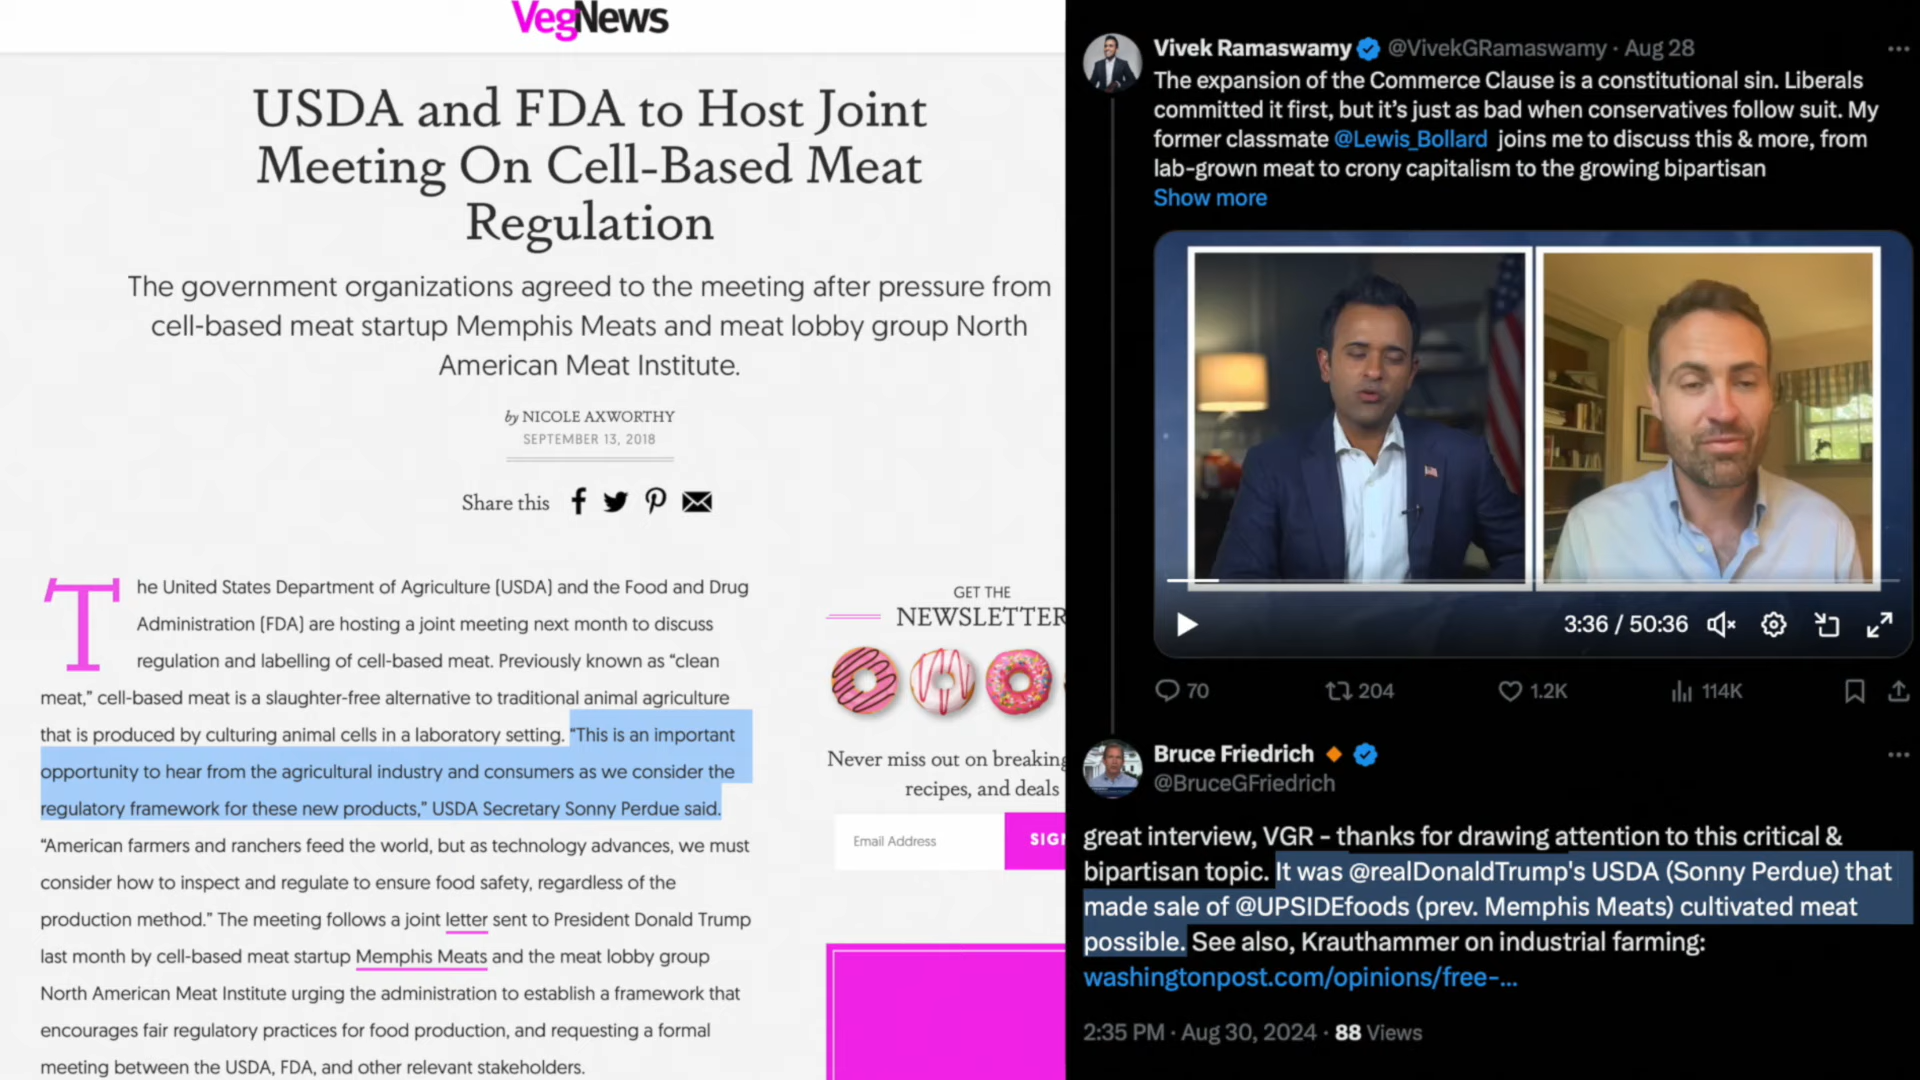 VegNews
USDA and FDA to Host Joint
Meeting On Cell-Based Meat
Regulation
The government organizations agreed to the meeting after pressure from
cell-based meat startup Memphis Meats and meat lobby group North
American Meat Institute.
by NICOLE AXWORTHY
SEPTEMBER 13, 2018
Share this
The United States Department of Agriculture (USDA) and the Food and Drug
Administration (FDA) are hosting a joint meeting next month to discuss
regulation and labelling of cell-based meat. Previously known as “clean
meat,” cell-based meat is a slaughter-free alternative to traditional animal agriculture
that is produced by culturing animal cells in a laboratory setting. “This is an important
opportunity to hear from the agricultural industry and consumers as we consider the
regulatory framework for these new products,” USDA Secretary Sonny Perdue said.
“American farmers and ranchers feed the world, but as technology advances, we must
consider how to inspect and regulate to ensure food safety, regardless of the
production method.” The meeting follows a joint letter sent to President Donald Trump
last month by cell-based meat startup Memphis Meats and the meat lobby group
North American Meat Institute urging the administration to establish a framework that
encourages fair regulatory practices for food production, and requesting a formal
meeting between the USDA, FDA, and other relevant stakeholders.
GET THE
NEWSLETTER
Never miss out on breaking
recipes, and deals
Email Address
SIG
Vivek Ramaswamy @VivekGRamaswamy · Aug 28
The expansion of the Commerce Clause is a constitutional sin. Liberals
committed it first, but it’s just as bad when conservatives follow suit. My
former classmate @Lewis_Bollard joins me to discuss this & more, from
lab-grown meat to crony capitalism to the growing bipartisan
Show more
3:36 / 50:36
70 204 1.2K 114K
Bruce Friedrich
@BruceGFriedrich
great interview, VGR - thanks for drawing attention to this critical &
bipartisan topic. It was @realDonaldTrump's USDA (Sonny Perdue) that
made sale of @UPSIDEfoods (prev. Memphis Meats) cultivated meat
possible. See also, Krauthammer on industrial farming:
washingtonpost.com/opinions/free-...
2:35 PM · Aug 30, 2024 · 88 Views